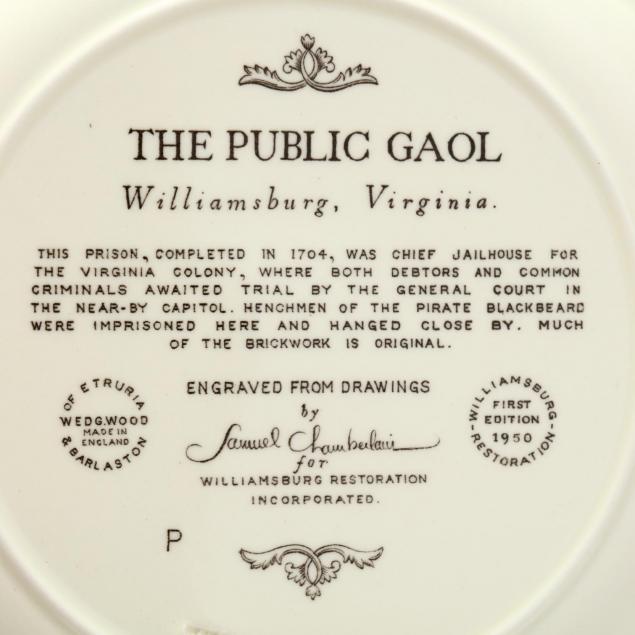 THE PUBLIC GAOL
Williamsburg, Virginia.
THIS PRISON, COMPLETED IN 1704, WAS CHIEF JAILHOUSE FOR
THE VIRGINIA COLONY, WHERE BOTH DEBTORS AND COMMON
CRIMINALS AWAITED TRIAL BY THE GENERAL COURT IN
THE NEAR-BY CAPITOL. HENCHMEN OF THE PIRATE BLACKBEARD
WERE IMPRISONED HERE AND HANGED CLOSE BY. MUCH
OF THE BRICKWORK IS ORIGINAL.
OF ETRURIA
WEDGWOOD
MADE IN
ENGLAND
& BARLASTON
ENGRAVED FROM DRAWINGS
by
Samuel Chamberlain
for
WILLIAMSBURG RESTORATION
INCORPORATED.
WILLIAMSBURG
FIRST
EDITION
1950
-RESTORATION-
P